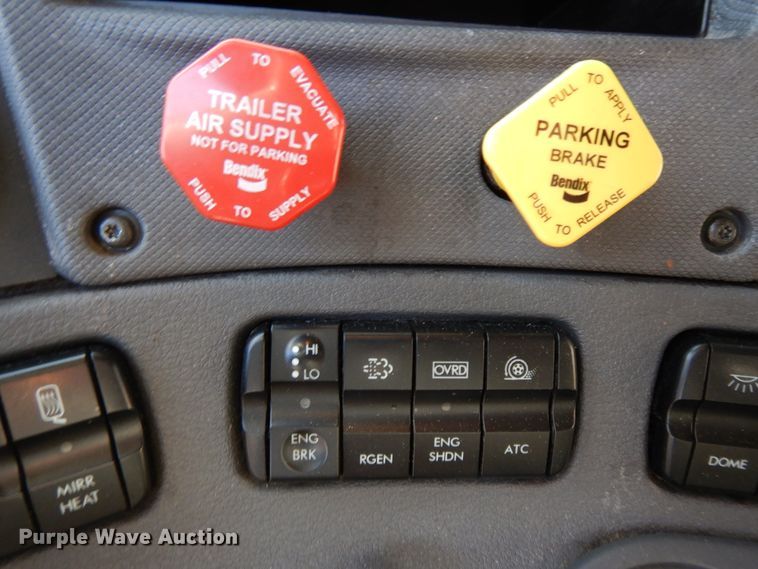 PULL TO EVACUATE
TRAILER
AIR SUPPLY
NOT FOR PARKING
Bendix
PUSH TO SUPPLY
PULL TO APPLY
PARKING
BRAKE
Bendix
PUSH TO RELEASE
HI
LO
OVRD
ENG
BRK
RGEN
ENG
SHDN
ATC
MIRR
HEAT
DOME
Purple Wave Auction